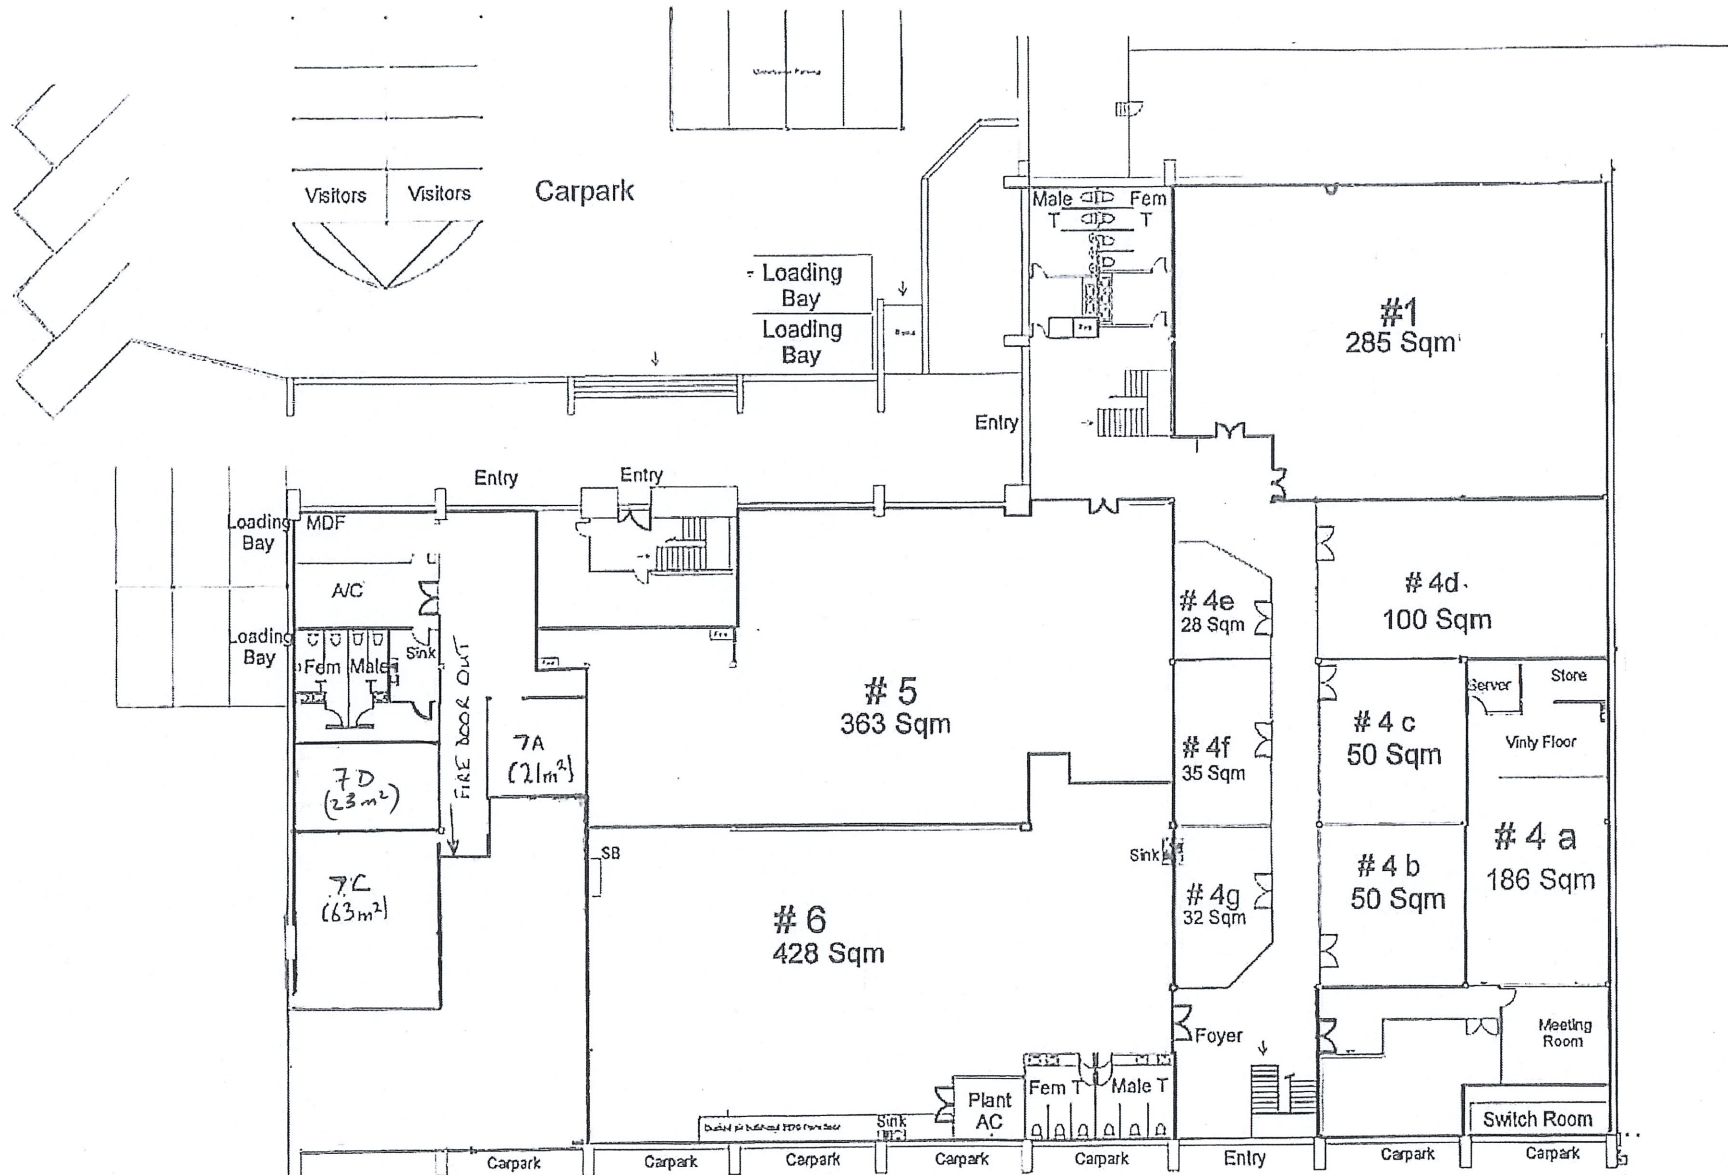 Visitors Visitors
Carpark
Male Fem
T T
Loading
Bay
Loading
Bay
#1
285 Sqm
Entry
Entry
Entry
Loading
Bay
MDF
A/C
Loading
Bay
Fem
T
Male
T
Sink
FIRE DOOR OUT
# 4e
28 Sqm
# 4d
100 Sqm
# 5
363 Sqm
Server
Store
7A
(21m²)
# 4f
35 Sqm
# 4c
50 Sqm
Vinly Floor
7D
(23m²)
# 4 a
186 Sqm
SB
Sink
# 4g
32 Sqm
# 4 b
50 Sqm
7C
(63m²)
# 6
428 Sqm
Foyer
Meeting
Room
Fem T
Male T
Plant
AC
Sink
Switch Room
Carpark
Carpark
Carpark
Carpark
Carpark
Entry
Carpark
Carpark